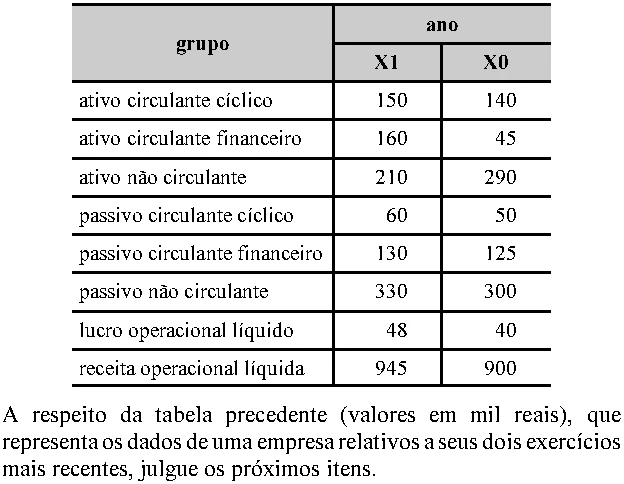 grupo ano
X1 X0
ativo circulante cíclico 150 140
ativo circulante financeiro 160 45
ativo não circulante 210 290
passivo circulante cíclico 60 50
passivo circulante financeiro 130 125
passivo não circulante 330 300
lucro operacional líquido 48 40
receita operacional líquida 945 900
A respeito da tabela precedente (valores em mil reais), que
representa os dados de uma empresa relativos a seus dois exercícios
mais recentes, julgue os próximos itens.